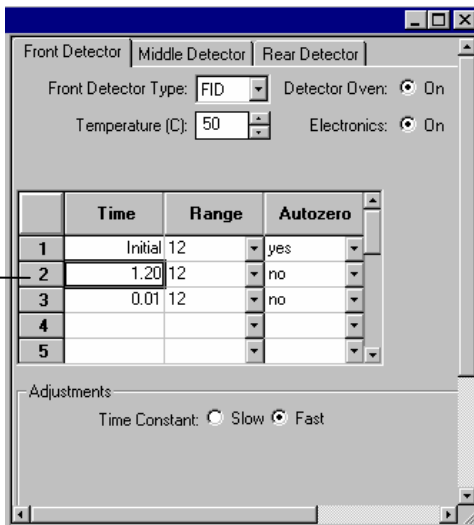 Front Detector Middle Detector Rear Detector
Front Detector Type: FID Detector Oven: On
Temperature (C): 50 Electronics: On
Time Range Autozero
1 Initial 12 yes
2 1.20 12 no
3 0.01 12 no
4
5
Adjustments
Time Constant: Slow Fast